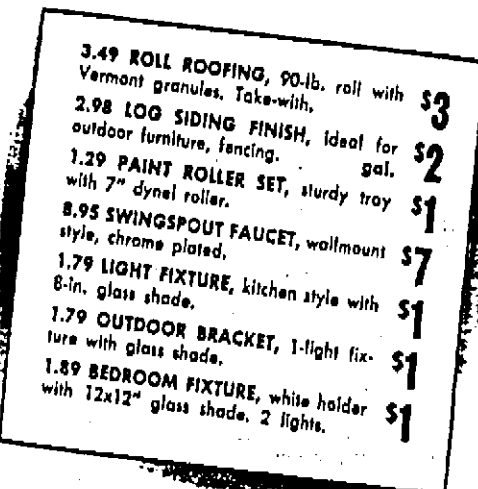 3.49 ROLL ROOFING, 90-lb. roll with $3
Vermont granules. Take-with.
2.98 LOG SIDING FINISH, ideal for $2
outdoor furniture, fencing. gal.
1.29 PAINT ROLLER SET, sturdy tray $1
with 7" dynel roller.
8.95 SWINGSPOUT FAUCET, wallmount $7
style, chrome plated.
1.79 LIGHT FIXTURE, kitchen style with $1
8-in. glass shade.
1.79 OUTDOOR BRACKET, 1-light fix- $1
ture with glass shade.
1.89 BEDROOM FIXTURE, white holder $1
with 12x12" glass shade. 2 lights.